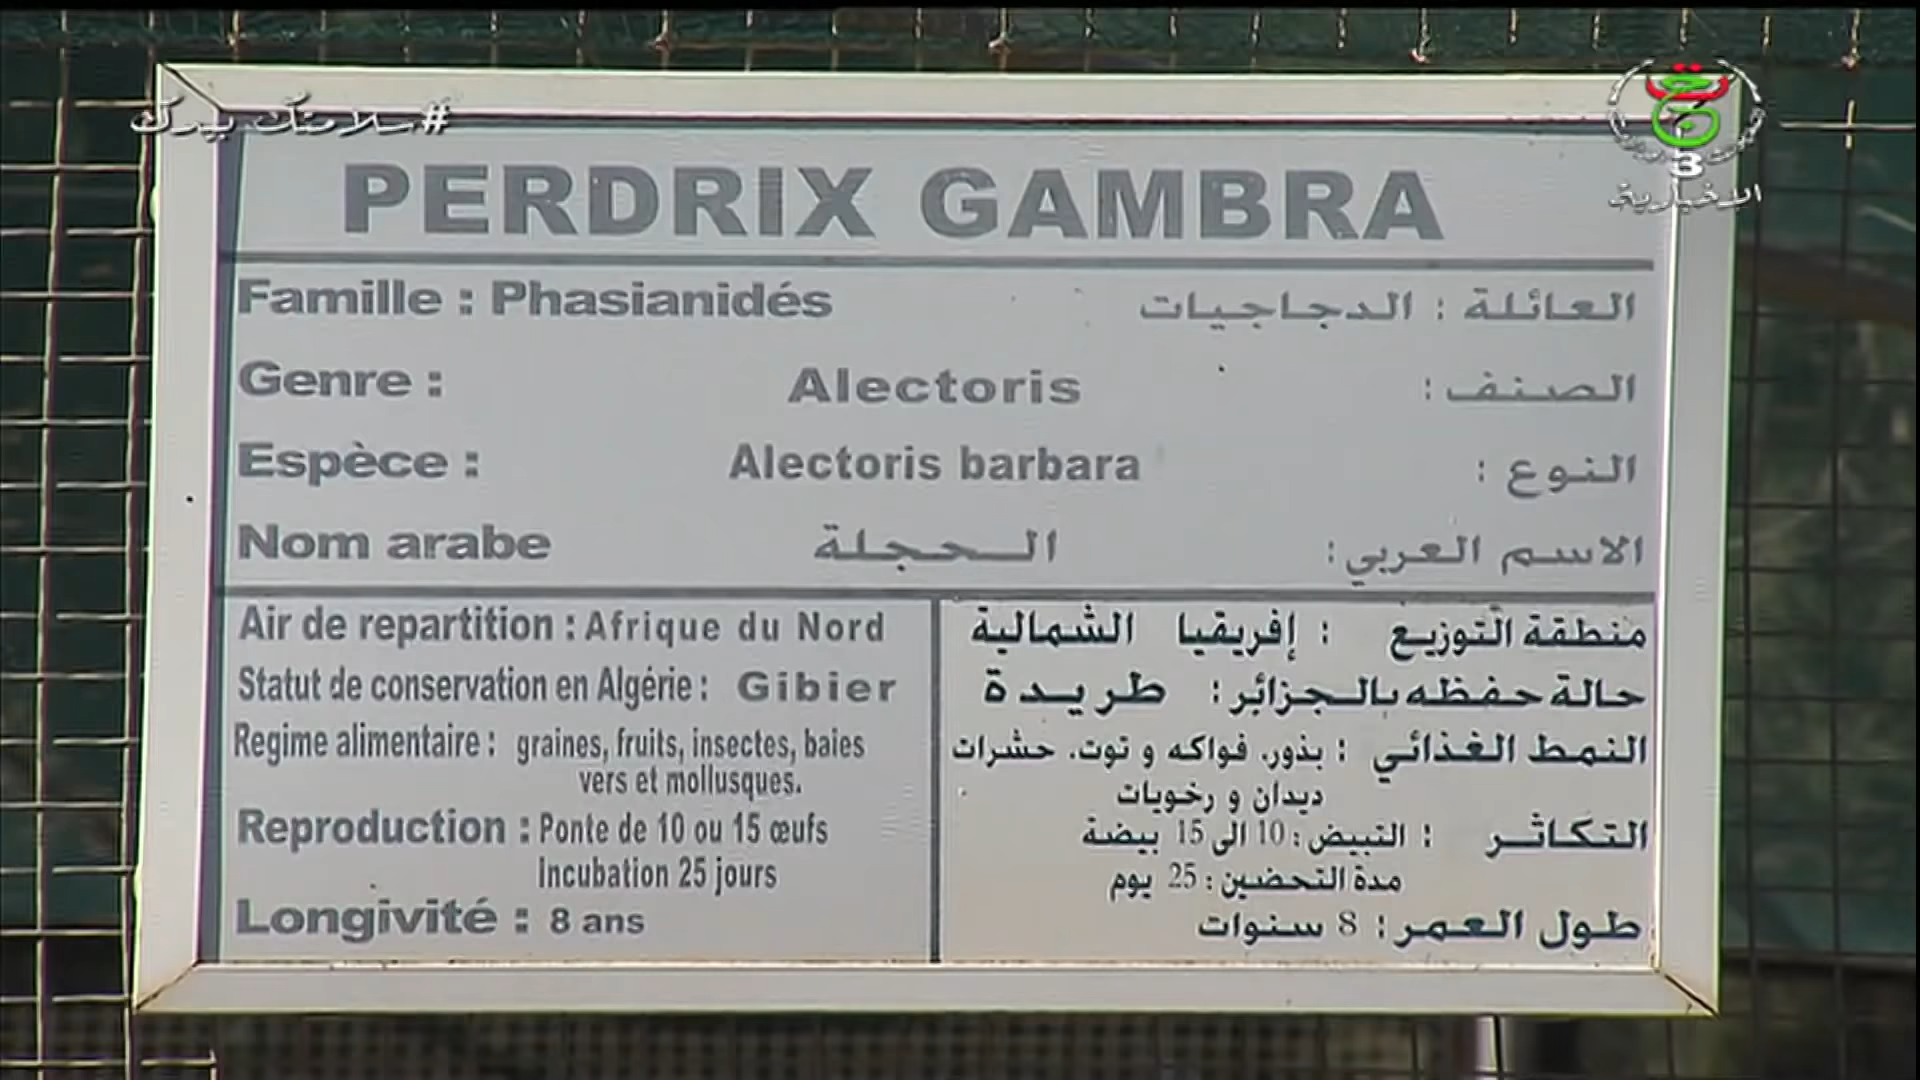 #سلامتك بيدك
3
الاخبارية
PERDRIX GAMBRA
Famille : Phasianidés العائلة : الدجاجيات
Genre : Alectoris الصنف :
Espèce : Alectoris barbara النوع :
Nom arabe الحجلة الاسم العربي :
Air de repartition : Afrique du Nord
Statut de conservation en Algérie : Gibier
Regime alimentaire : graines, fruits, insectes, baies
vers et mollusques.
Reproduction : Ponte de 10 ou 15 œufs
Incubation 25 jours
Longivité : 8 ans
منطقة التوزيع : إفريقيا الشمالية
حالة حفظه بالجزائر : طريدة
النمط الغذائي : بذور. فواكه و توت. حشرات
ديدان و رخويات
التكاثر : التبيض : 10 الى 15 بيضة
مدة التحضين : 25 يوم
طول العمر : 8 سنوات